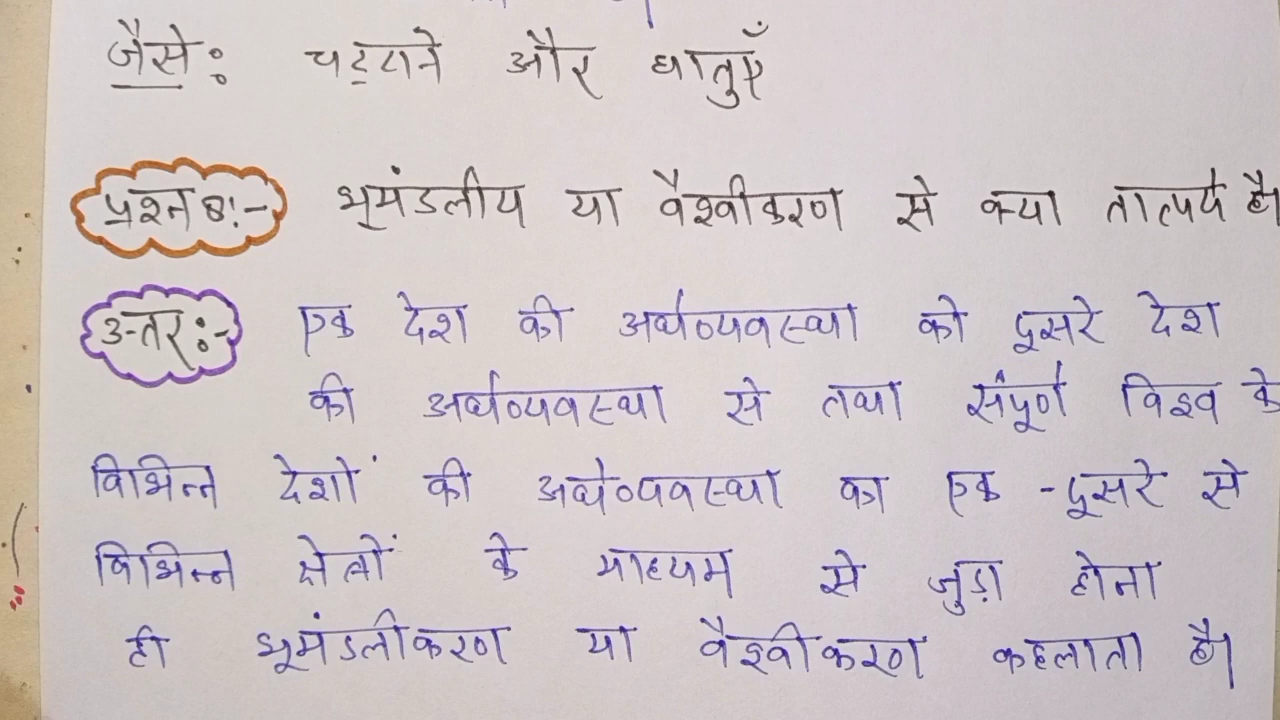 जैसे: चट्टाने और धातुएँ
प्रश्न 8:- भूमंडलीय या वैश्वीकरण से क्या तात्पर्य है।
उत्तर:- एक देश की अर्थव्यवस्था को दूसरे देश
की अर्थव्यवस्था से तथा संपूर्ण विश्व के
विभिन्न देशों की अर्थव्यवस्था का एक-दूसरे से
विभिन्न क्षेत्रों के माध्यम से जुड़ा होना
ही भूमंडलीकरण या वैश्वीकरण कहलाता है।